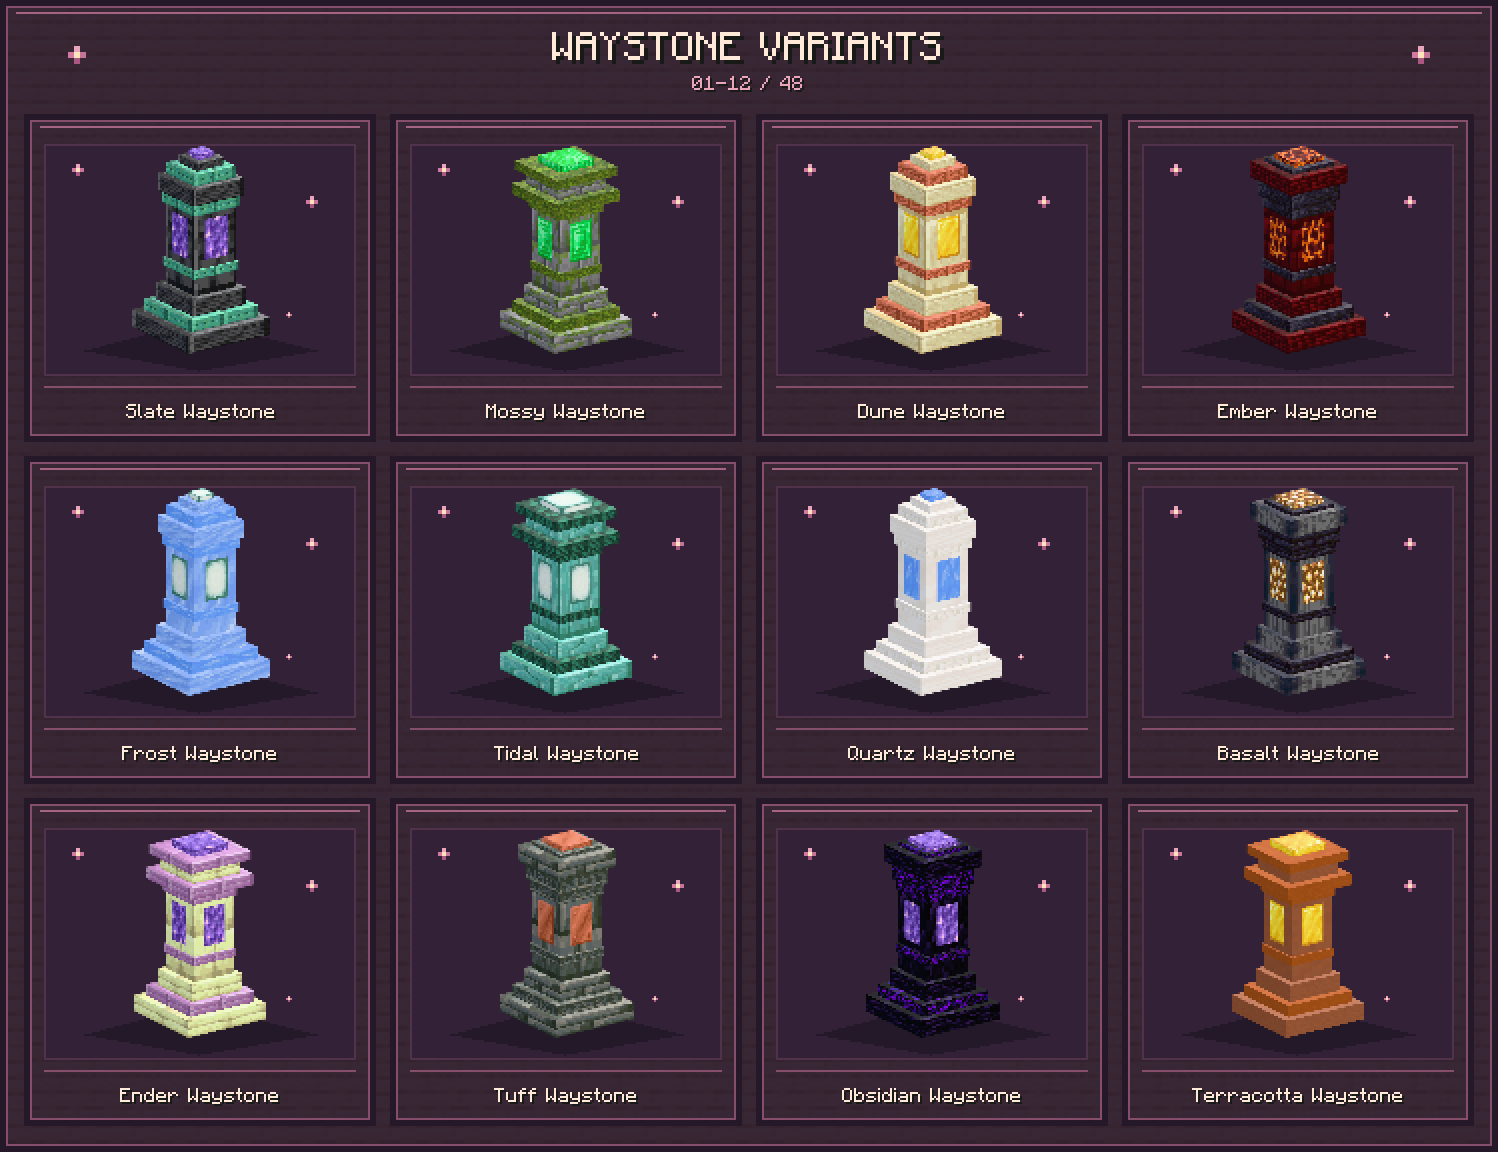 WAYSTONE VARIANTS
01-12 / 48
Slate Waystone
Mossy Waystone
Dune Waystone
Ember Waystone
Frost Waystone
Tidal Waystone
Quartz Waystone
Basalt Waystone
Ender Waystone
Tuff Waystone
Obsidian Waystone
Terracotta Waystone